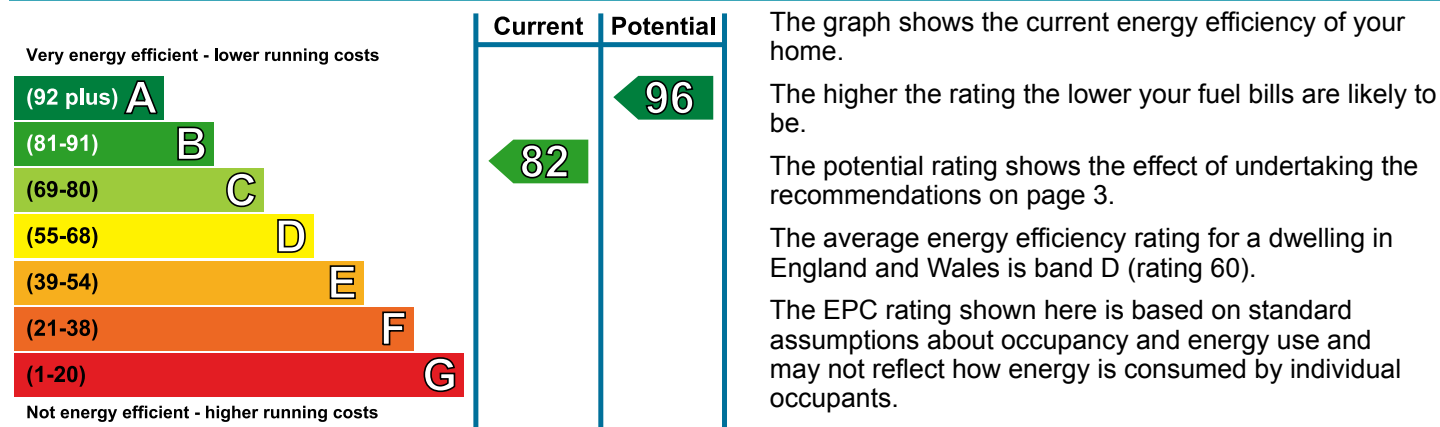 Current Potential
Very energy efficient - lower running costs
(92 plus) A
96
(81-91) B
82
(69-80) C
(55-68) D
(39-54) E
(21-38) F
(1-20) G
Not energy efficient - higher running costs
The graph shows the current energy efficiency of your
home.
The higher the rating the lower your fuel bills are likely to
be.
The potential rating shows the effect of undertaking the
recommendations on page 3.
The average energy efficiency rating for a dwelling in
England and Wales is band D (rating 60).
The EPC rating shown here is based on standard
assumptions about occupancy and energy use and
may not reflect how energy is consumed by individual
occupants.